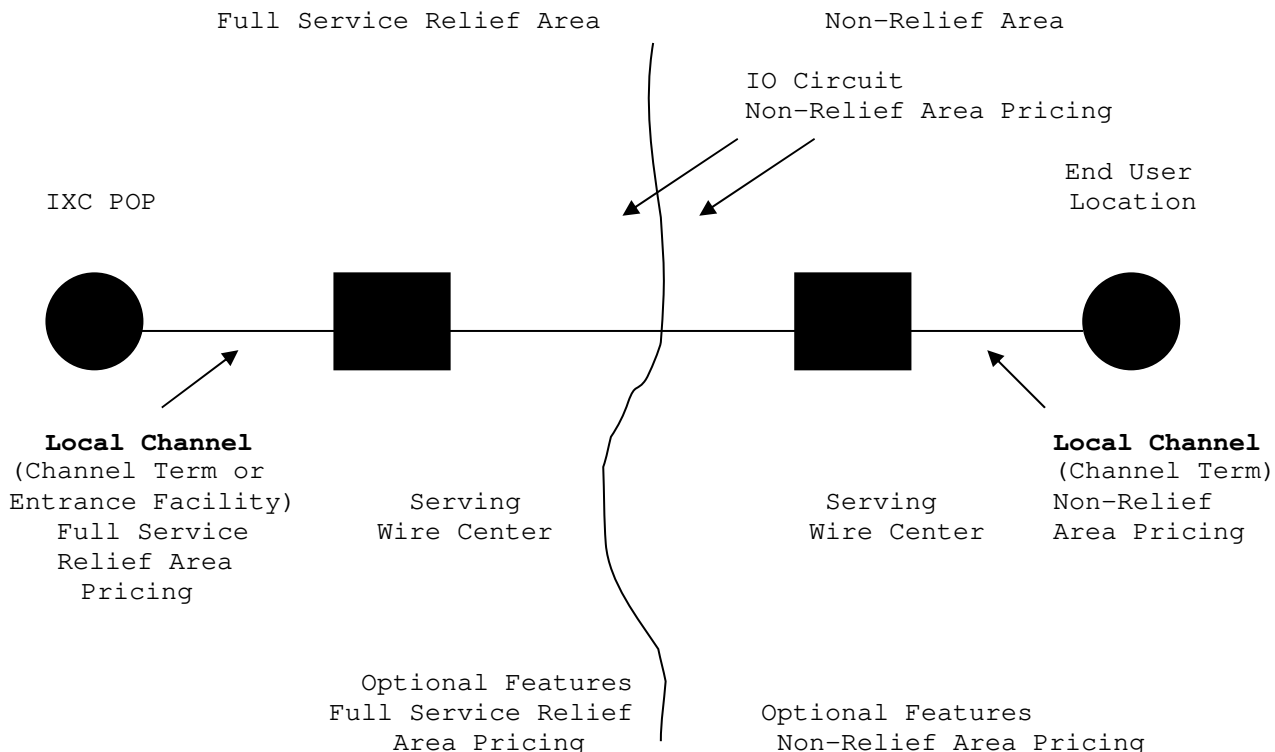 Full Service Relief Area
Non-Relief Area
IO Circuit
Non-Relief Area Pricing
IXC POP
End User
Location
Local Channel
(Channel Term or
Entrance Facility)
Full Service
Relief Area
Pricing
Serving
Wire Center
Serving
Wire Center
Local Channel
(Channel Term)
Non-Relief
Area Pricing
Optional Features
Full Service Relief
Area Pricing
Optional Features
Non-Relief Area Pricing